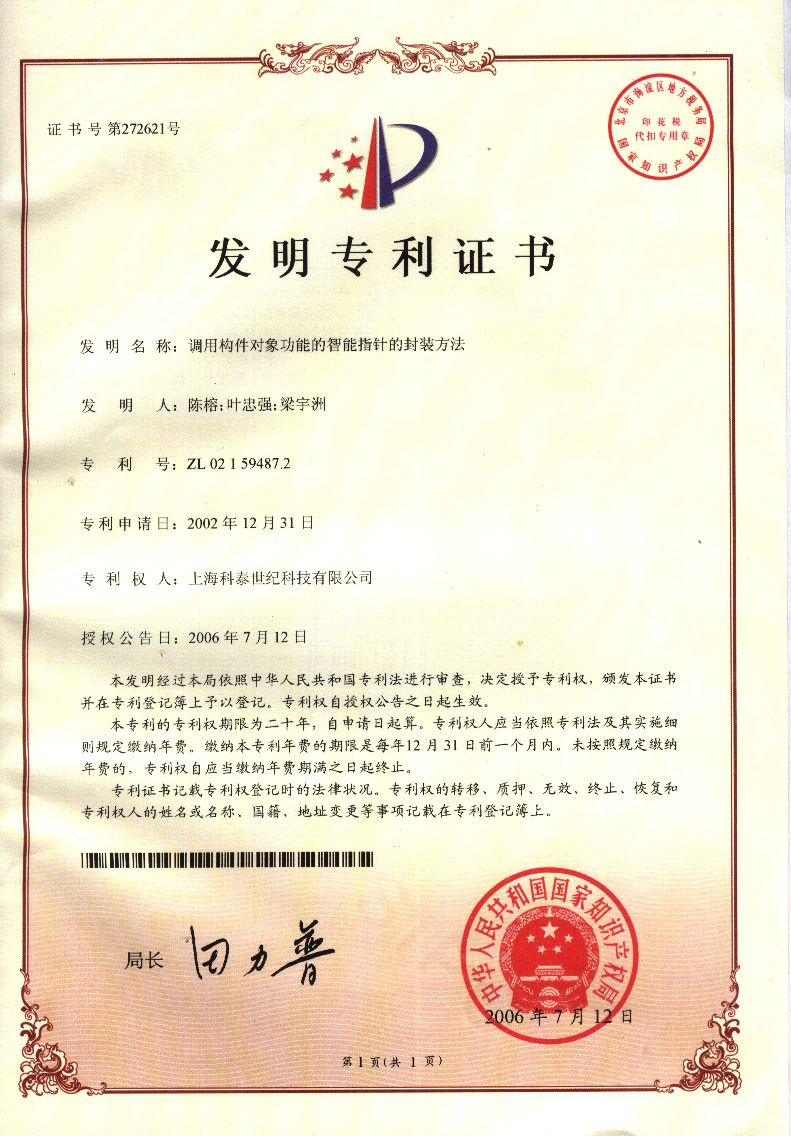 证书号第272621号
北京市海淀区地方税务局
印花税
代扣专用章
国家知识产权局
发明专利证书
发明名称：调用构件对象功能的智能指针的封装方法
发明人：陈榕;叶忠强;梁宇洲
专利号：ZL 02 1 59487.2
专利申请日：2002 年 12 月 31 日
专利权人：上海科泰世纪科技有限公司
授权公告日：2006 年 7 月 12 日
本发明经过本局依照中华人民共和国专利法进行审查，决定授予专利权，颁发本证书
并在专利登记簿上予以登记。专利权自授权公告之日起生效。
本专利的专利权期限为二十年，自申请日起算。专利权人应当依照专利法及其实施细
则规定缴纳年费。缴纳本专利年费的期限是每年12 月 31 日前一个月内。未按照规定缴纳
年费的，专利权自应当缴纳年费期满之日起终止。
专利证书记载专利权登记时的法律状况。专利权的转移、质押、无效、终止、恢复和
专利权人的姓名或名称、国籍、地址变更等事项记载在专利登记簿上。
局长 田力普
中华人民共和国国家知识产权局
2006 年 7 月 12 日
第 1 页(共 1 页)